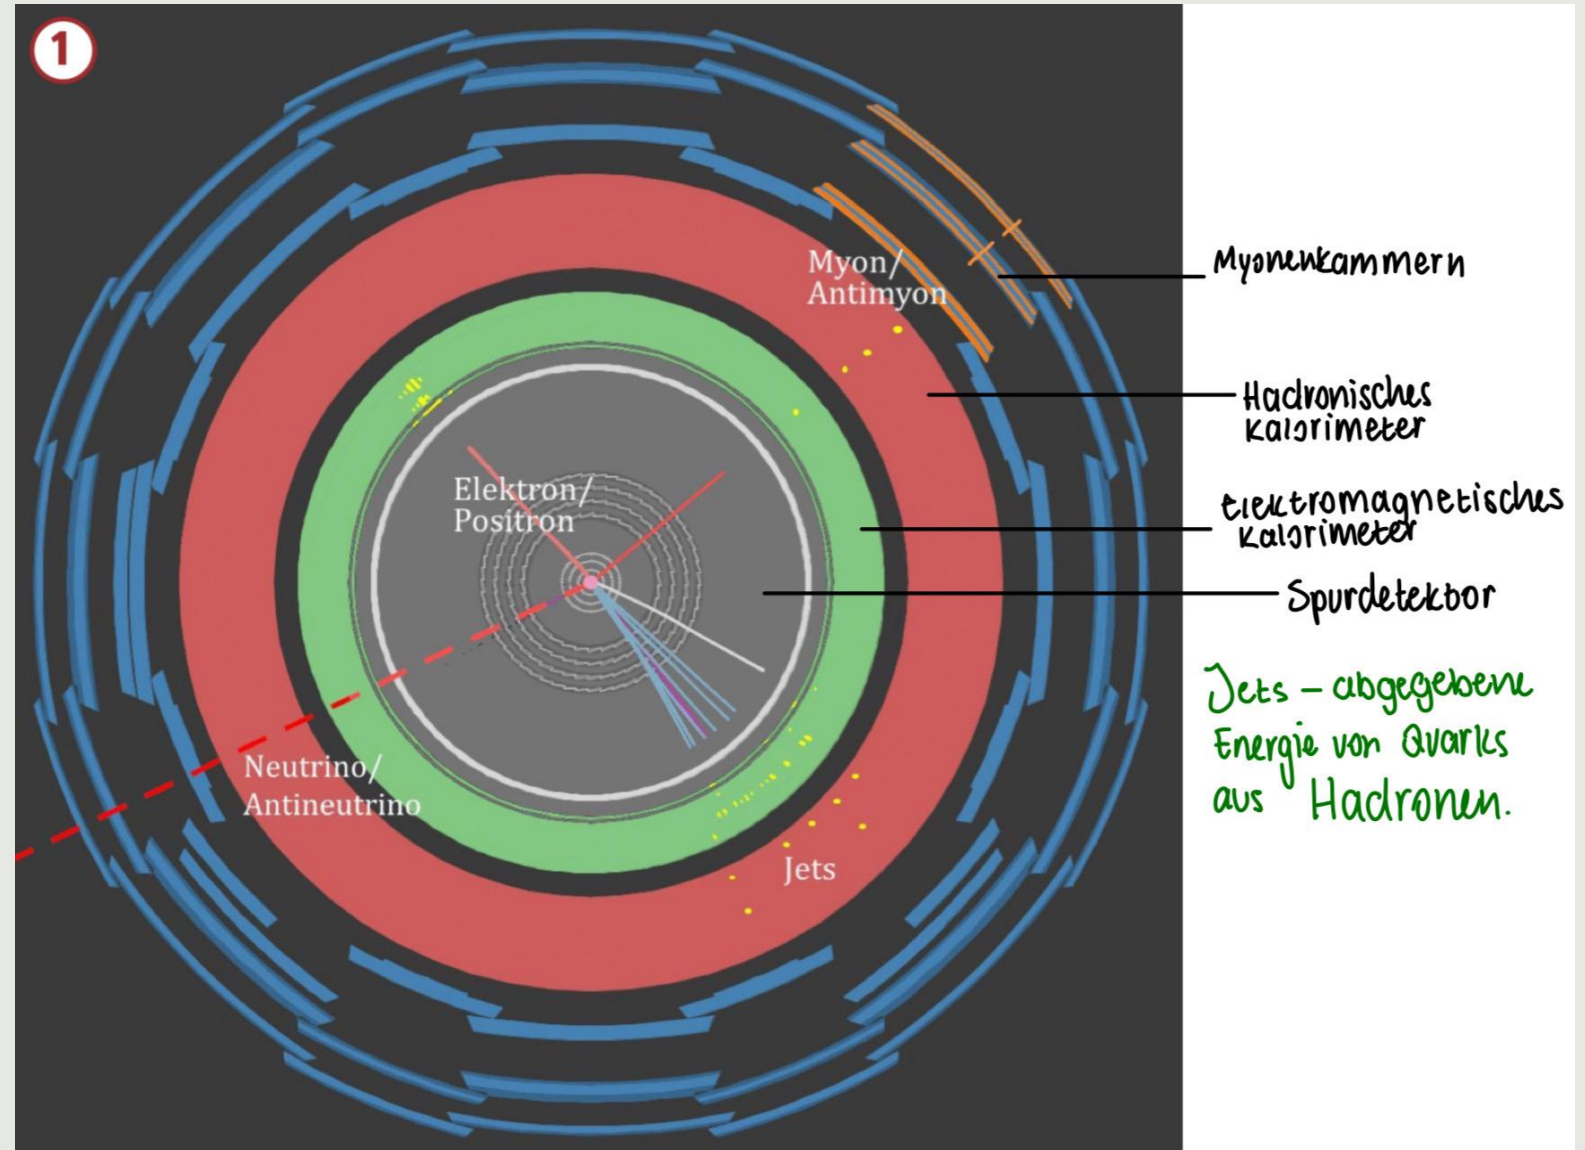 1
Myon/
Antimyon
Elektron/
Positron
Neutrino/
Antineutrino
Jets
Myonenkammern
Hadronisches
Kalorimeter
Elektromagnetisches
Kalorimeter
Spurdetektor
Jets – abgegebene
Energie von Quarks
aus Hadronen.